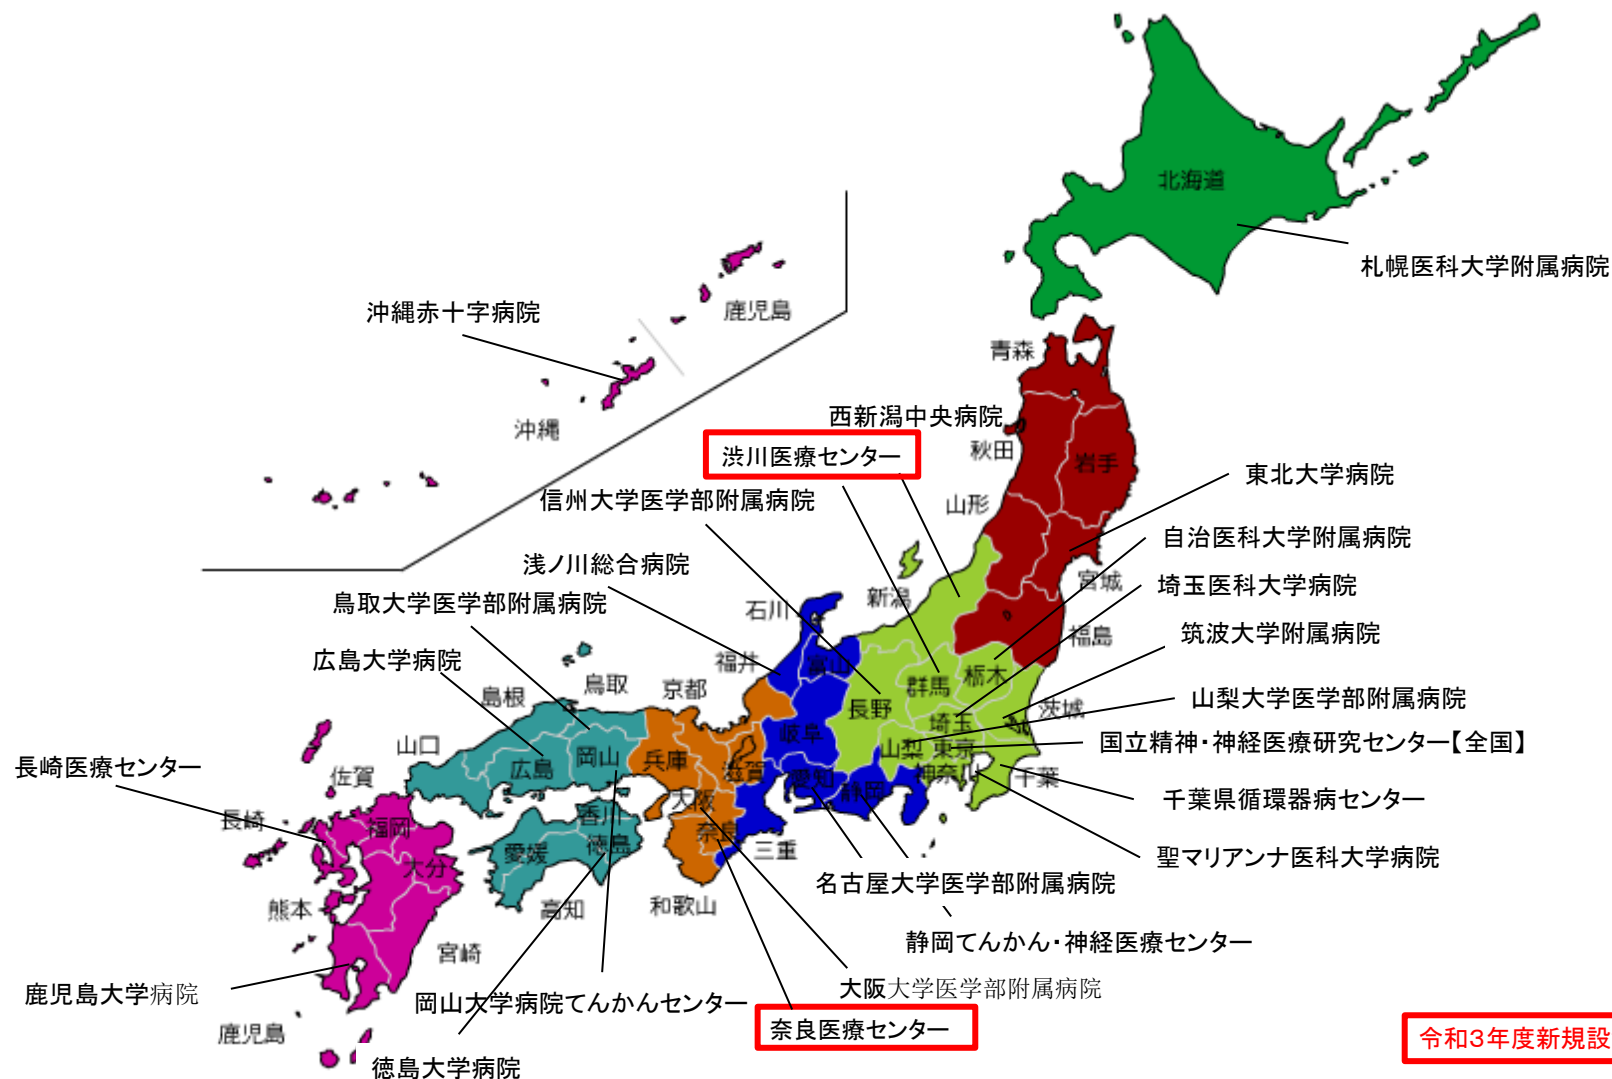 北海道
札幌医科大学附属病院
鹿児島
沖縄赤十字病院
青森
西新潟中央病院
沖縄
秋田
渋川医療センター
岩手
東北大学病院
信州大学医学部附属病院
山形
自治医科大学附属病院
浅ノ川総合病院
宮城
埼玉医科大学病院
新潟
鳥取大学医学部附属病院
石川
福島
筑波大学附属病院
広島大学病院
福井
富山
栃木
群馬
鳥取
京都
島根
山梨大学医学部附属病院
長野
茨城
埼玉
岐阜
山口
国立精神・神経医療研究センター【全国】
山梨
東京
岡山
兵庫
滋賀
広島
長崎医療センター
佐賀
神奈川
千葉
愛知
静岡
千葉県循環器病センター
大阪
香川
長崎
福岡
奈良
徳島
三重
愛媛
聖マリアンナ医科大学病院
大分
名古屋大学医学部附属病院
和歌山
高知
熊本
静岡てんかん・神経医療センター
宮崎
大阪大学医学部附属病院
鹿児島大学病院
岡山大学病院てんかんセンター
奈良医療センター
鹿児島
令和3年度新規設
徳島大学病院